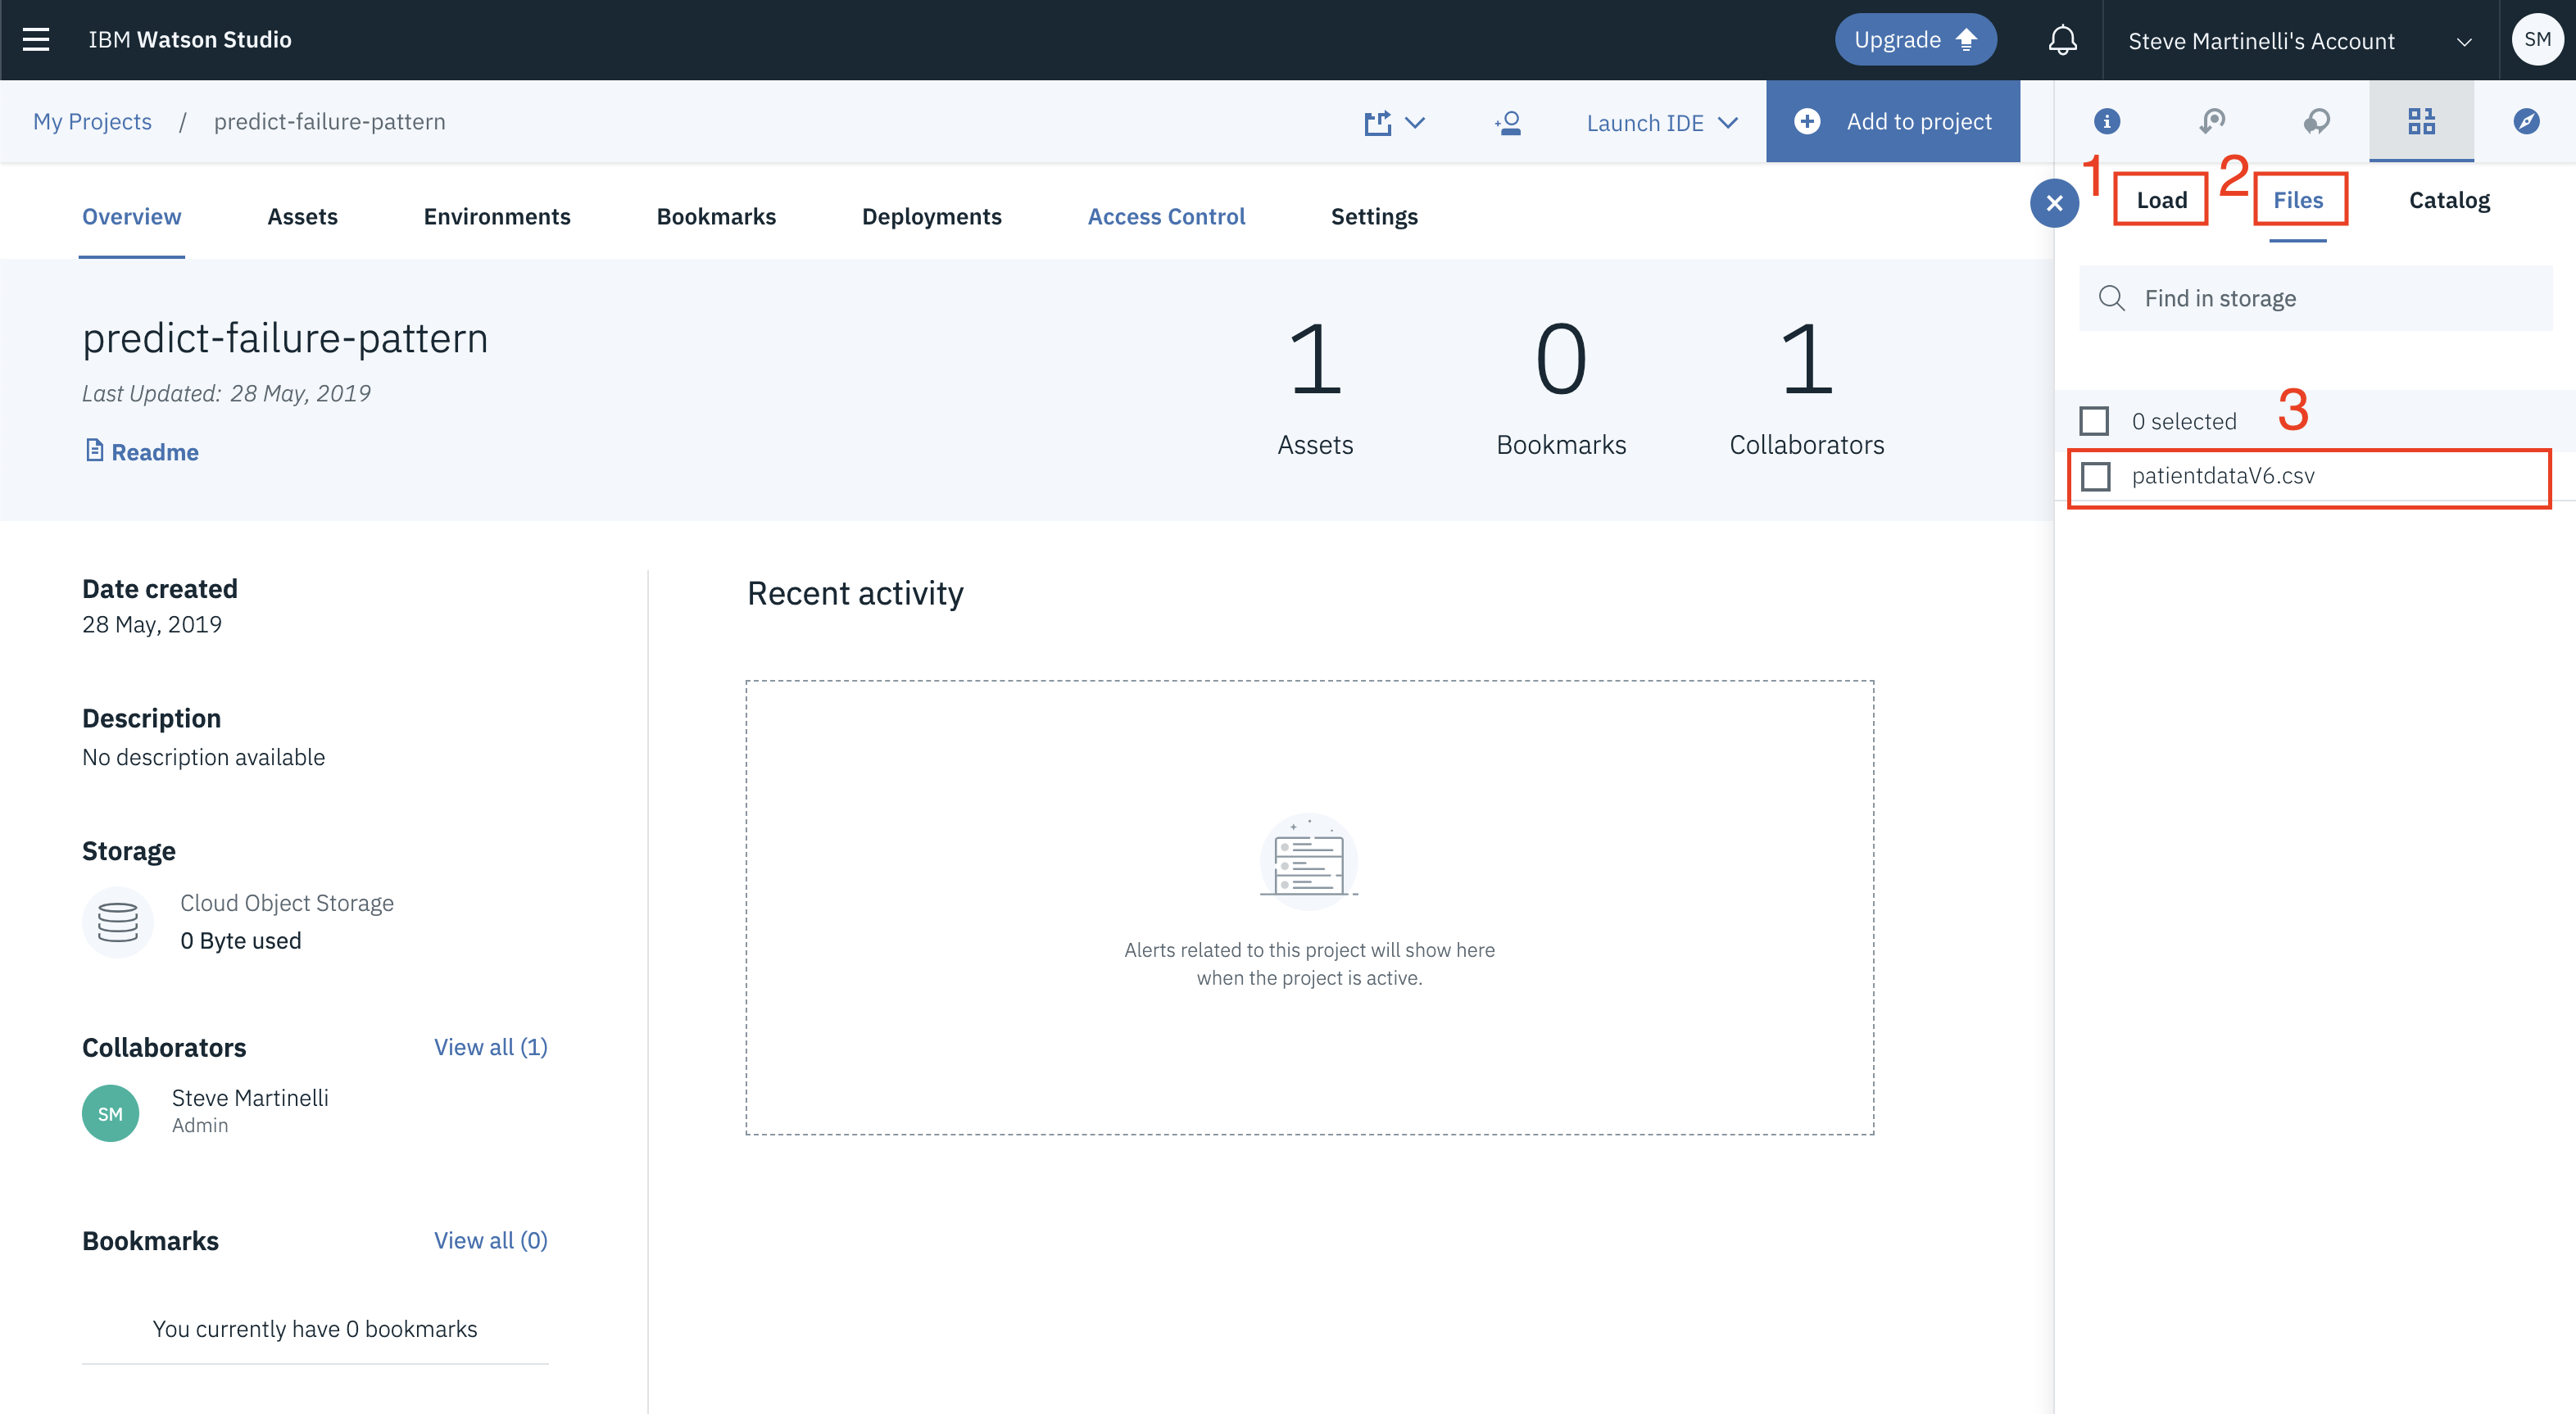 IBM Watson Studio
Upgrade
Steve Martinelli's Account
SM
My Projects / predict-failure-pattern
Launch IDE
Add to project
1
Load
2
Files
Catalog
Overview
Assets
Environments
Bookmarks
Deployments
Access Control
Settings
Find in storage
predict-failure-pattern
Last Updated: 28 May, 2019
Readme
1
Assets
0
Bookmarks
1
Collaborators
0 selected
3
patientdataV6.csv
Date created
28 May, 2019
Description
No description available
Storage
Cloud Object Storage
0 Byte used
Collaborators
View all (1)
SM
Steve Martinelli
Admin
Bookmarks
View all (0)
You currently have 0 bookmarks
Recent activity
Alerts related to this project will show here
when the project is active.